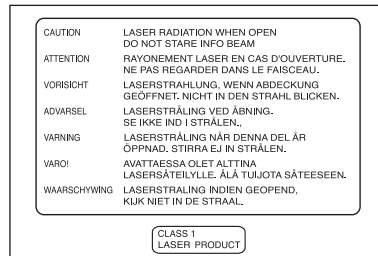 CAUTION LASER RADIATION WHEN OPEN
DO NOT STARE INFO BEAM
ATTENTION RAYONEMENT LASER EN CAS D'OUVERTURE.
NE PAS REGARDER DANS LE FAISCEAU.
VORISICHT LASERSTRAHLUNG, WENN ABDECKUNG
GEÖFFNET. NICHT IN DEN STRAHL BLICKEN.
ADVARSEL LASERSTRÅLING VED ÅBNING.
SE IKKE IND I STRÅLEN.,
VARNING LASERSTRÅLING NÅR DENNA DEL ÅR
ÖPPNAD. STIRRA EJ IN STRÅLEN.
VARO! AVATTAESSA OLET ALTTINA
LASERSÅTEILYLLE. ÅLÅ TUIJOTA SÅTEESEEN.
WAARSCHYWING LASERSTRALING INDIEN GEOPEND,
KIJK NIET IN DE STRAAL.
CLASS 1
LASER PRODUCT